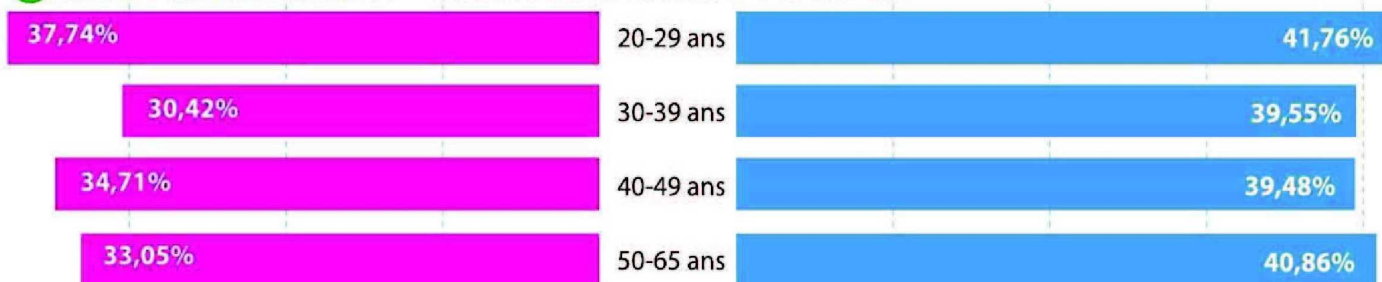 37,74% 20-29 ans 41,76%
30,42% 30-39 ans 39,55%
34,71% 40-49 ans 39,48%
33,05% 50-65 ans 40,86%